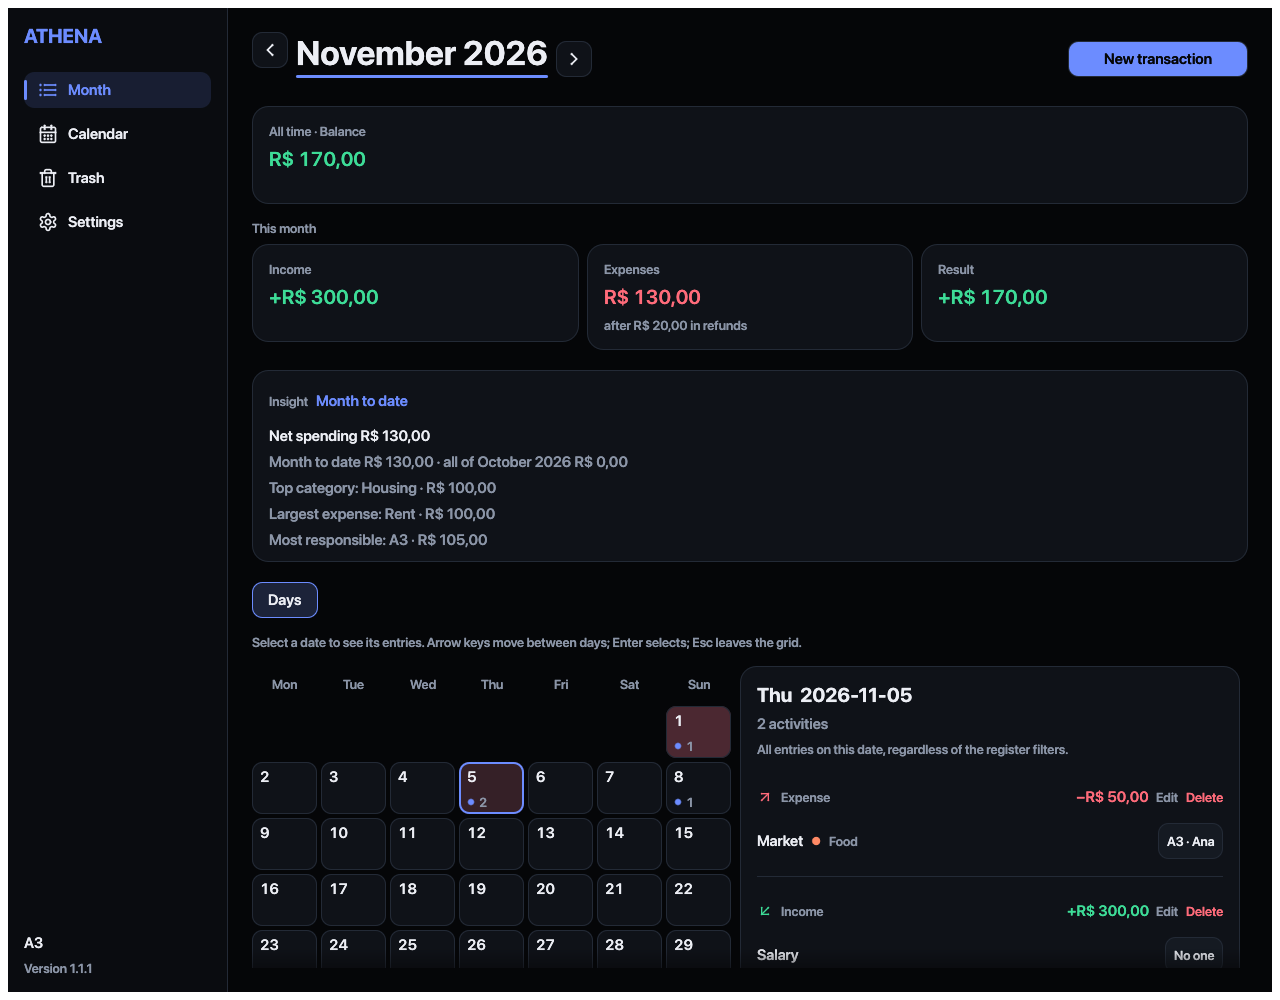 ATHENA
Month
Calendar
Trash
Settings
A3
Version 1.1.1
November 2026
New transaction
All time · Balance
R$ 170,00
This month
Income
+R$ 300,00
Expenses
R$ 130,00
after R$ 20,00 in refunds
Result
+R$ 170,00
Insight Month to date
Net spending R$ 130,00
Month to date R$ 130,00 · all of October 2026 R$ 0,00
Top category: Housing · R$ 100,00
Largest expense: Rent · R$ 100,00
Most responsible: A3 · R$ 105,00
Days
Select a date to see its entries. Arrow keys move between days; Enter selects; Esc leaves the grid.
Mon Tue Wed Thu Fri Sat Sun
1
1
2 3 4 5 6 7 8
2 1
9 10 11 12 13 14 15
16 17 18 19 20 21 22
23 24 25 26 27 28 29
Thu 2026-11-05
2 activities
All entries on this date, regardless of the register filters.
Expense −R$ 50,00 Edit Delete
Market Food A3 · Ana
Income +R$ 300,00 Edit Delete
Salary No one